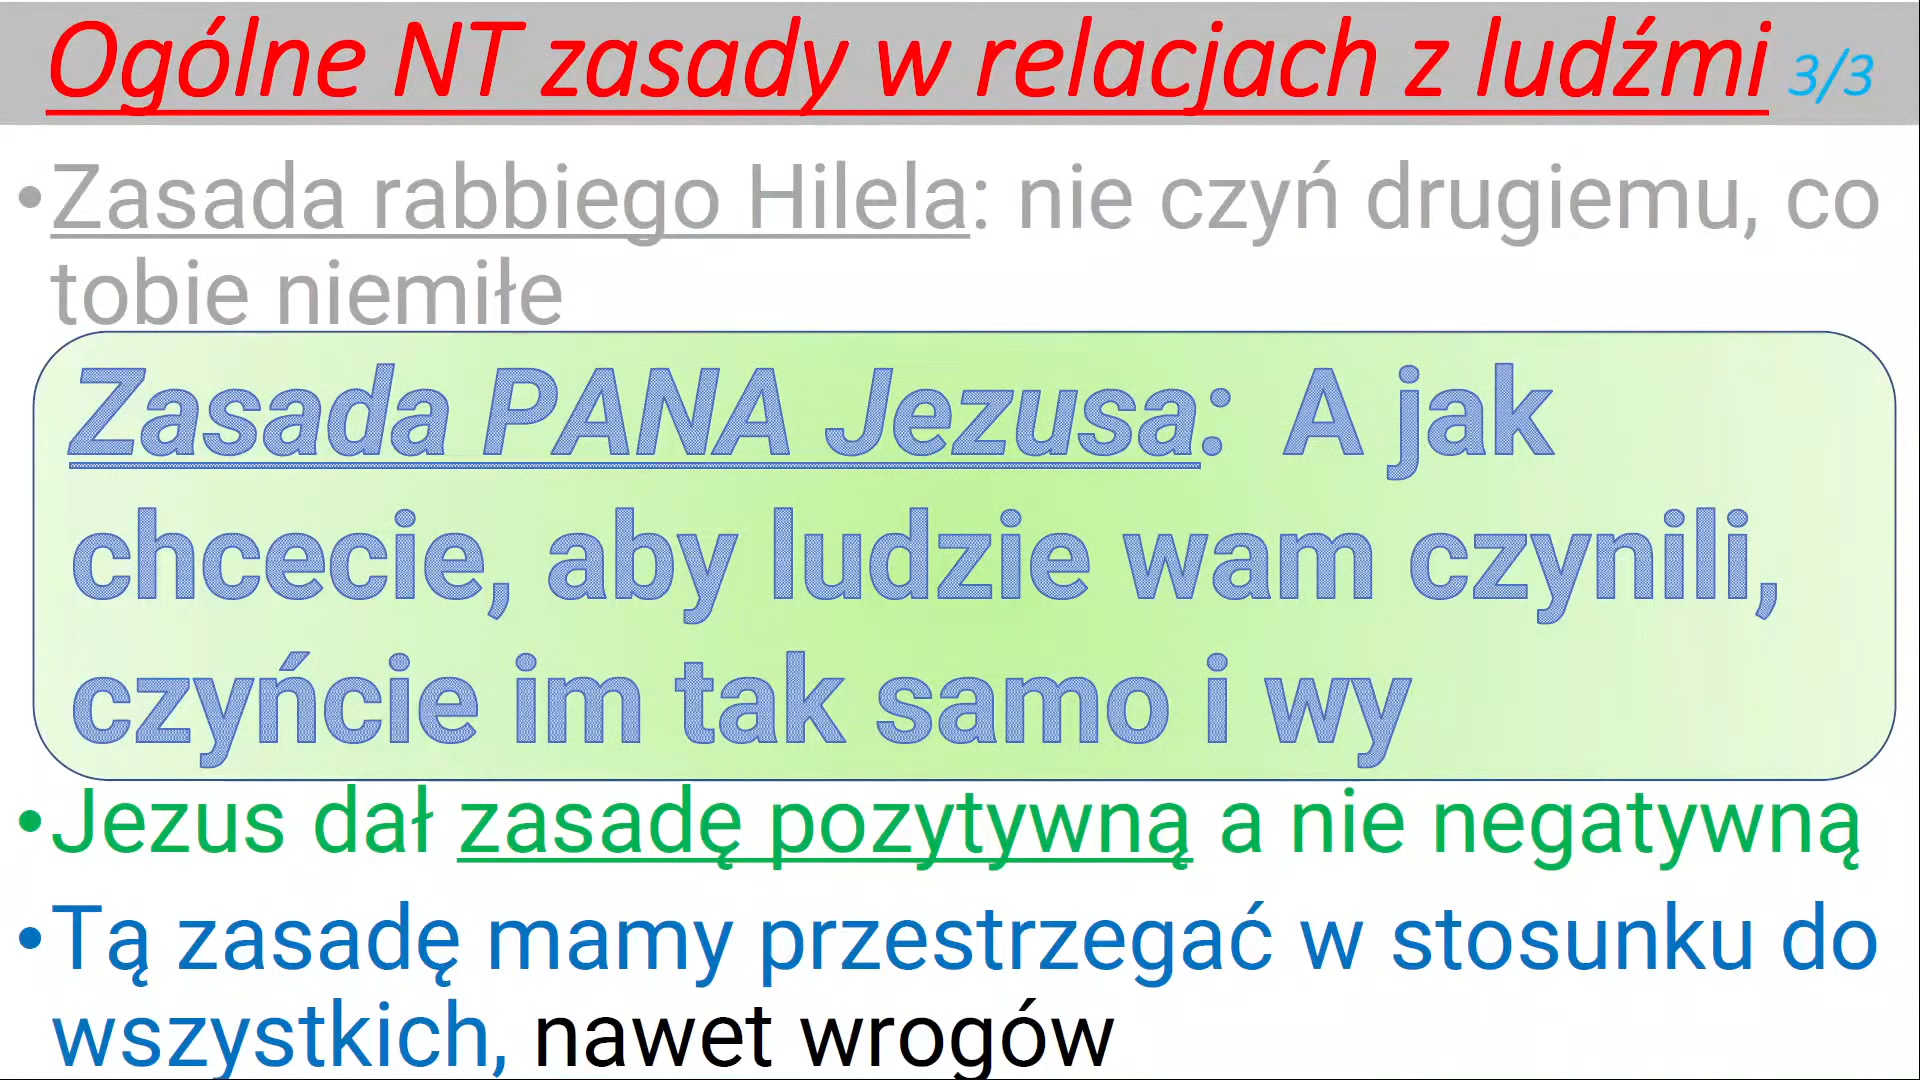 Ogólne NT zasady w relacjach z ludźmi 3/3
•Zasada rabbiego Hilela: nie czyń drugiemu, co
tobie niemiłe
Zasada PANA Jezusa: A jak
chcecie, aby ludzie wam czynili,
czyńcie im tak samo i wy
•Jezus dał zasadę pozytywną a nie negatywną
•Tą zasadę mamy przestrzegać w stosunku do
wszystkich, nawet wrogów